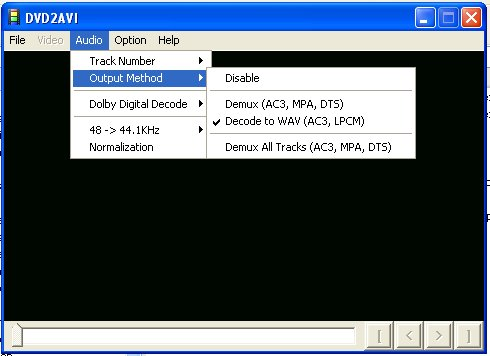 DVD2AVI
File Video Audio Option Help
Track Number
Output Method
Disable
Dolby Digital Decode
Demux (AC3, MPA, DTS)
Decode to WAV (AC3, LPCM)
48 -> 44.1KHz
Normalization
Demux All Tracks (AC3, MPA, DTS)
[ < > ]